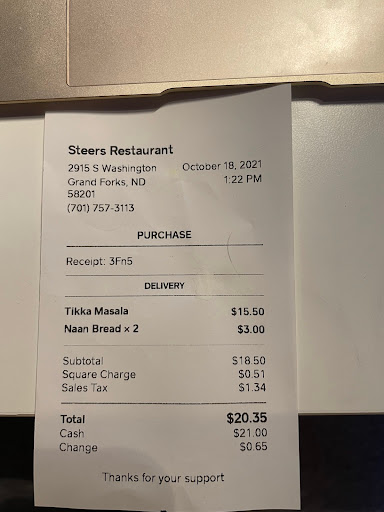 Steers Restaurant
2915 S Washington October 18, 2021
Grand Forks, ND 1:22 PM
58201
(701) 757-3113
PURCHASE
Receipt: 3Fn5
DELIVERY
Tikka Masala $15.50
Naan Bread × 2 $3.00
Subtotal $18.50
Square Charge $0.51
Sales Tax $1.34
Total $20.35
Cash $21.00
Change $0.65
Thanks for your support